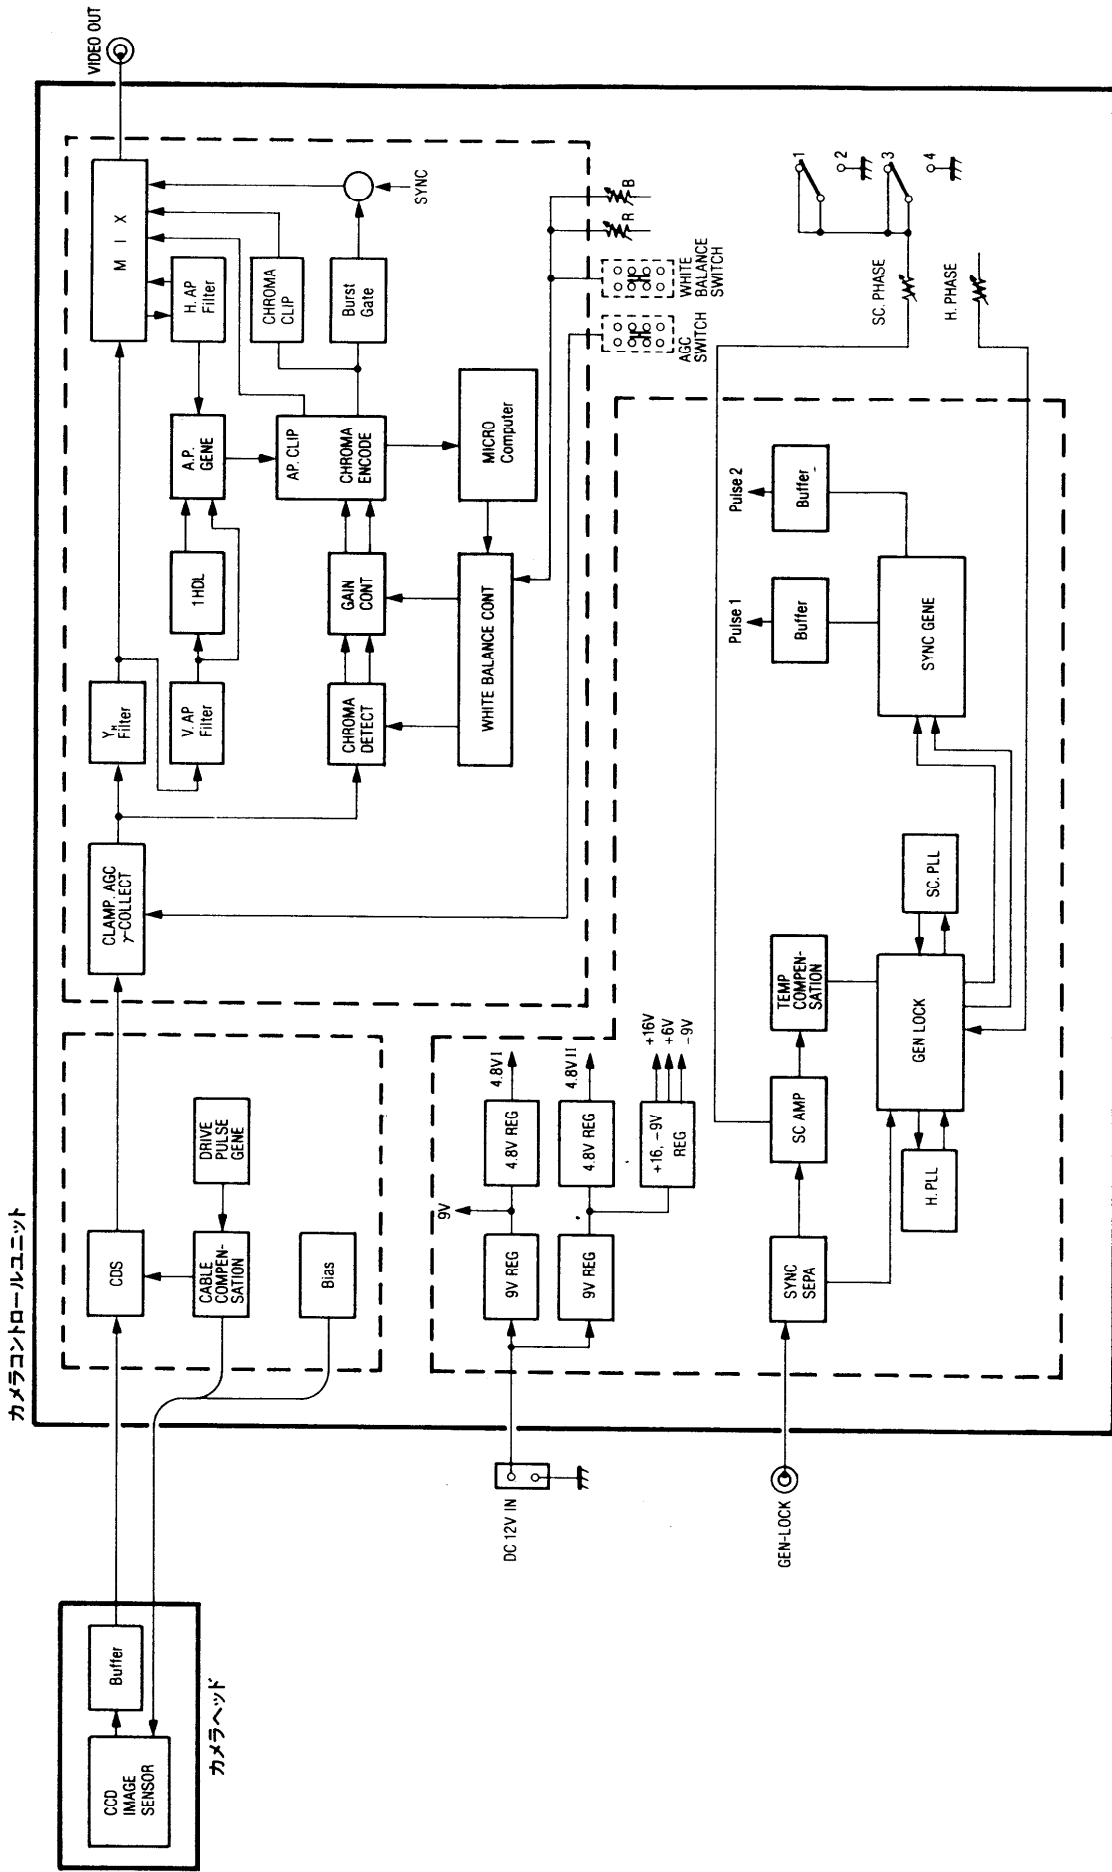 カメラコントロールユニット
カメラヘッド
CCD
IMAGE
SENSOR
Buffer
CDS
CABLE
COMPEN-
SATION
DRIVE
PULSE
GENE
Bias
CLAMP. AGC
γ-COLLECT
YH
Filter
V. AP
Filter
1HDL
A.P.
GENE
H. AP
Filter
M I X
VIDEO OUT
CHROMA
DETECT
GAIN
CONT
AP. CLIP
CHROMA
ENCODE
CHROMA
CLIP
Burst
Gate
SYNC
WHITE BALANCE CONT
MICRO
Computer
AGC
SWITCH
WHITE
BALANCE
SWITCH
R
B
DC 12V IN
9V REG
9V
4.8V REG
4.8V I
9V REG
4.8V REG
4.8V II
+16, -9V
REG
+16V
+6V
-9V
GEN-LOCK
SYNC
SEPA
SC AMP
TEMP
COMPEN-
SATION
H. PLL
GEN LOCK
SC. PLL
SYNC GENE
Buffer
Pulse 1
Buffer
Pulse 2
SC. PHASE
H. PHASE
1
2
3
4